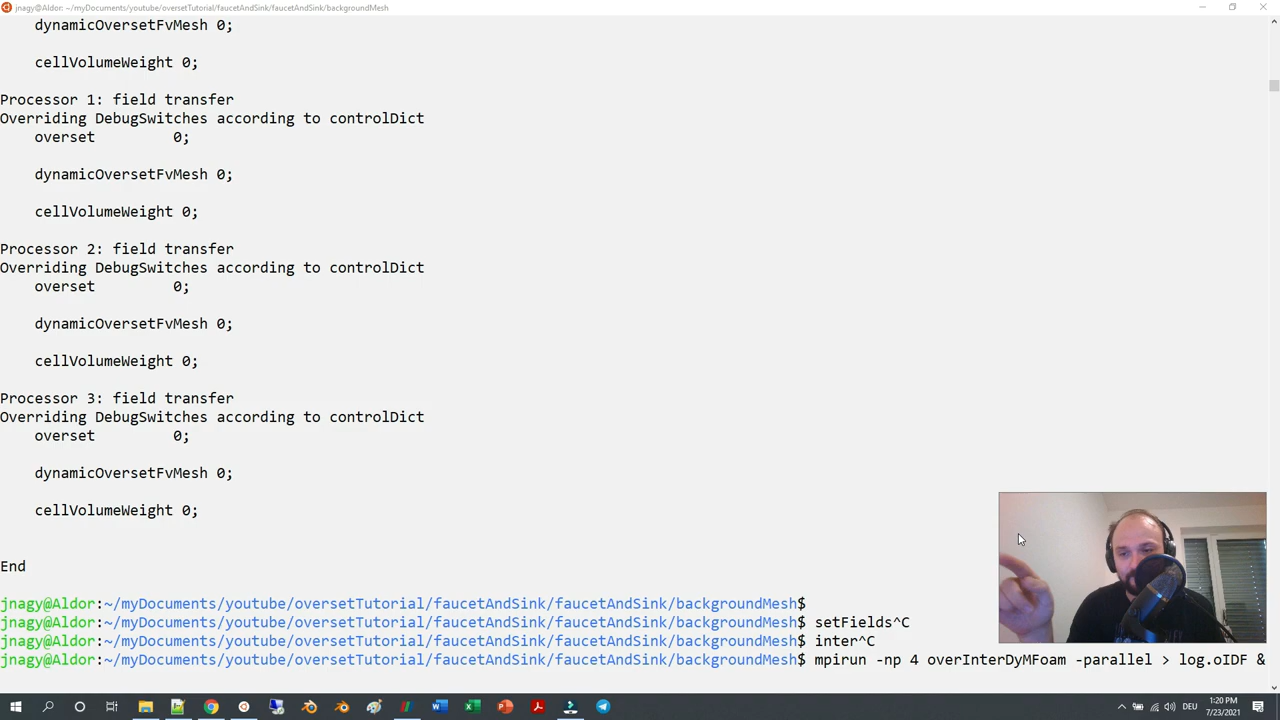 jnagy@Aldor: ~/myDocuments/youtube/oversetTutorial/faucetAndSink/faucetAndSink/backgroundMesh
dynamicOversetFvMesh 0;
cellVolumeWeight 0;
Processor 1: field transfer
Overriding DebugSwitches according to controlDict
overset 0;
dynamicOversetFvMesh 0;
cellVolumeWeight 0;
Processor 2: field transfer
Overriding DebugSwitches according to controlDict
overset 0;
dynamicOversetFvMesh 0;
cellVolumeWeight 0;
Processor 3: field transfer
Overriding DebugSwitches according to controlDict
overset 0;
dynamicOversetFvMesh 0;
cellVolumeWeight 0;
End
jnagy@Aldor:~/myDocuments/youtube/oversetTutorial/faucetAndSink/faucetAndSink/backgroundMesh$
jnagy@Aldor:~/myDocuments/youtube/oversetTutorial/faucetAndSink/faucetAndSink/backgroundMesh$ setFields^C
jnagy@Aldor:~/myDocuments/youtube/oversetTutorial/faucetAndSink/faucetAndSink/backgroundMesh$ inter^C
jnagy@Aldor:~/myDocuments/youtube/oversetTutorial/faucetAndSink/faucetAndSink/backgroundMesh$ mpirun -np 4 overInterDyMFoam -parallel > log.oIDF &
DEU
1:20 PM
7/23/2021